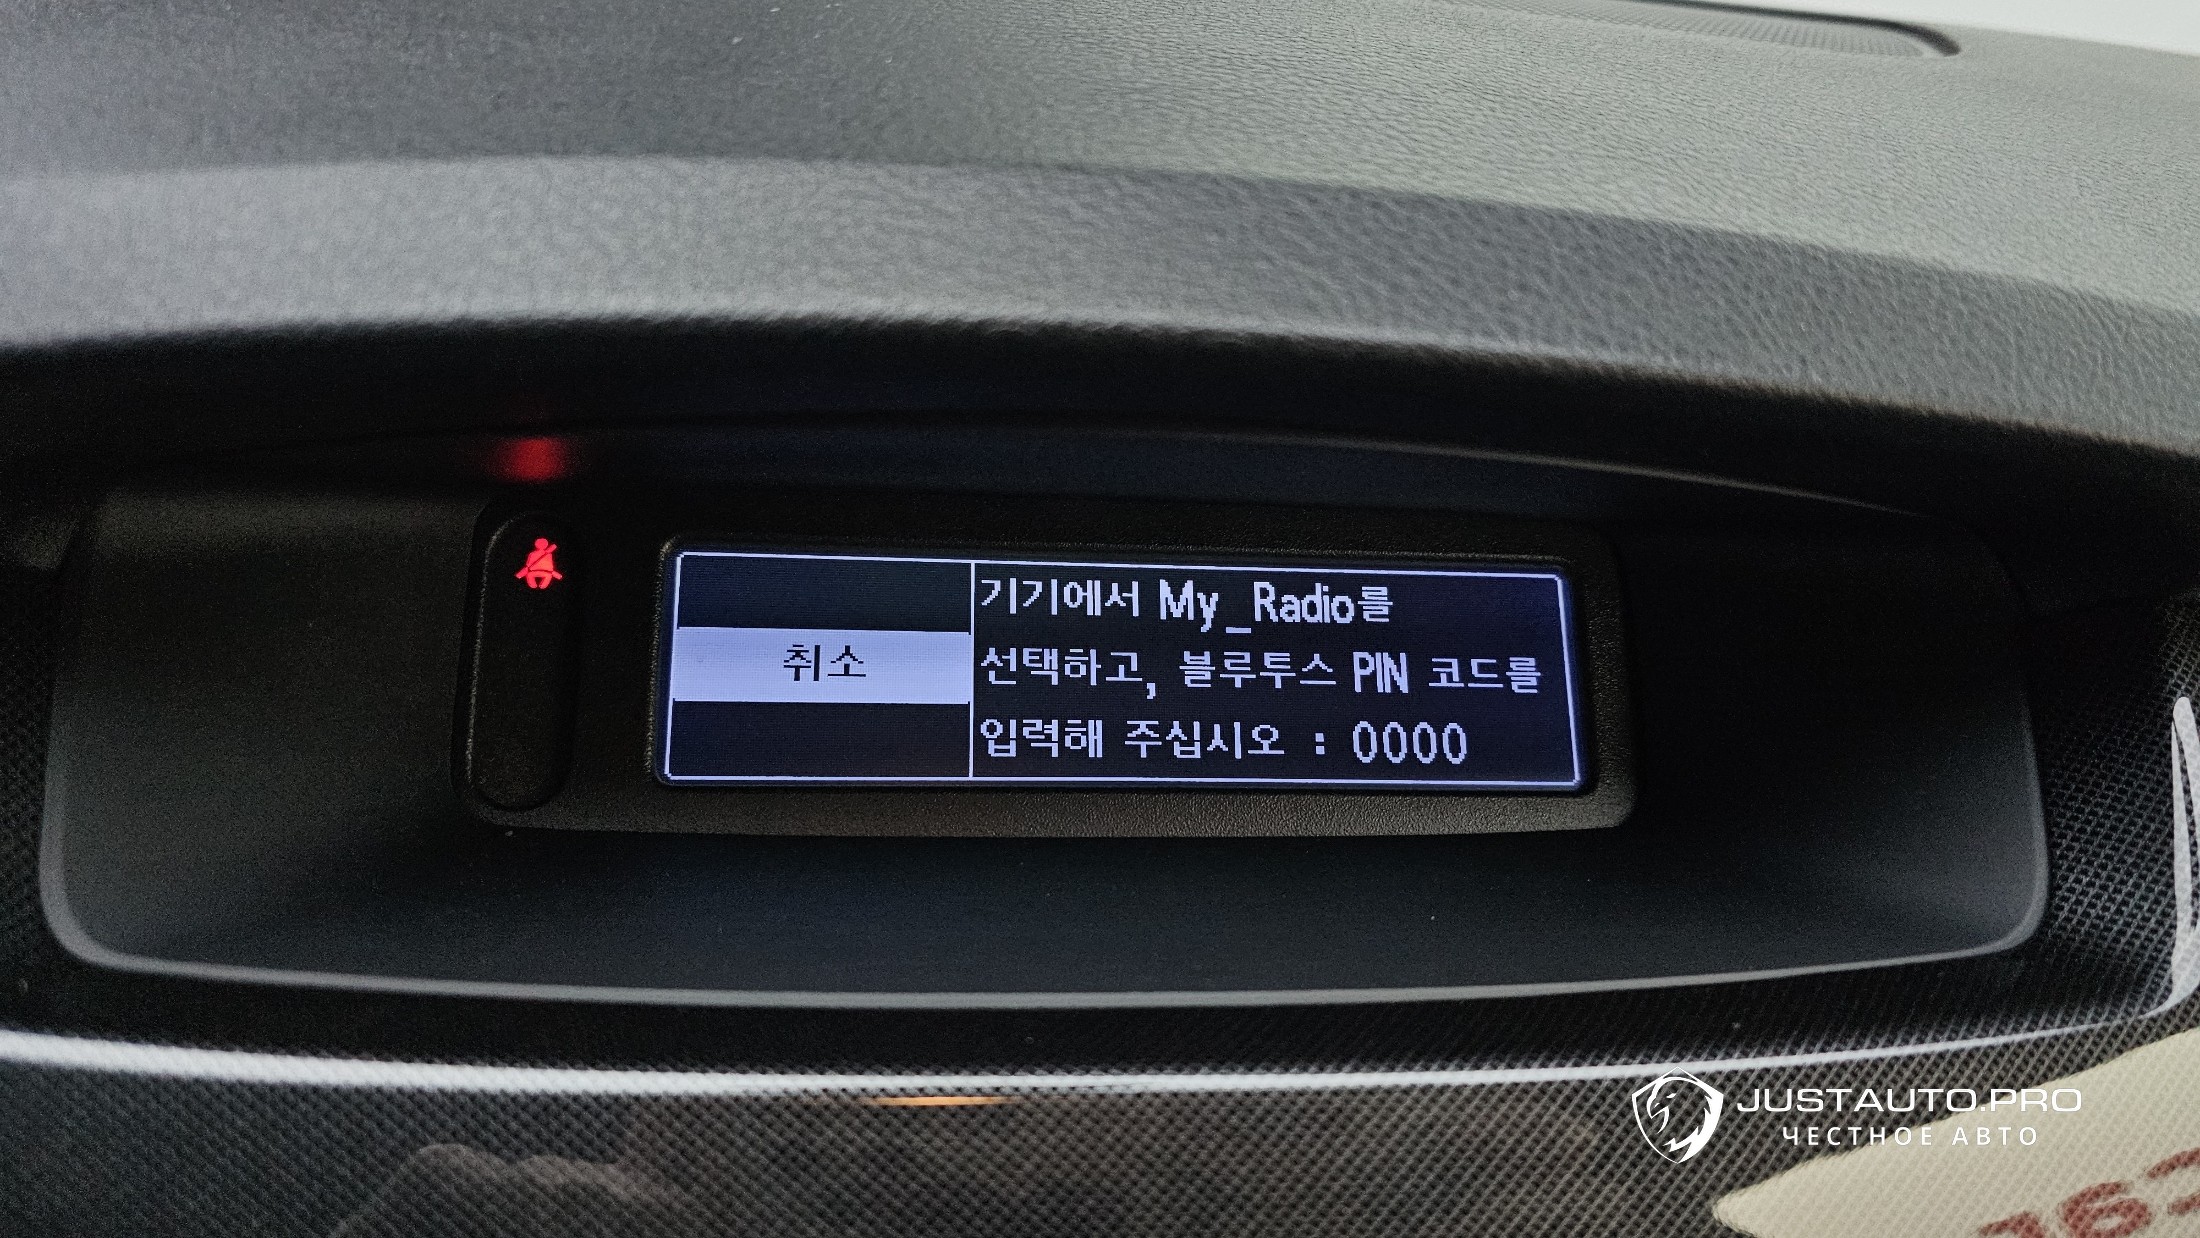 취소
기기에서 My_Radio를
선택하고, 블루투스 PIN 코드를
입력해 주십시오 : 0000
JUSTAUTO.PRO
ЧЕСТНОЕ АВТО